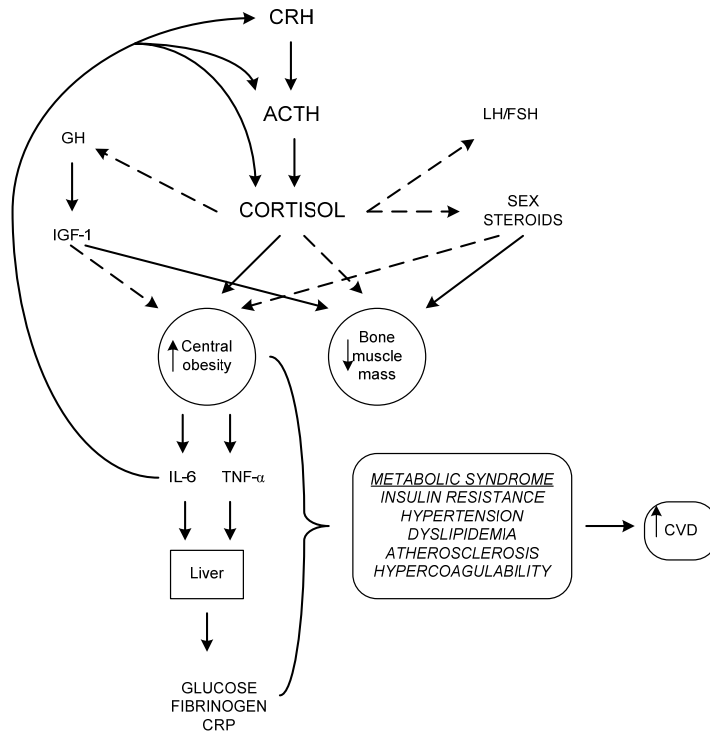 CRH
ACTH
LH/FSH
GH
CORTISOL
SEX
STEROIDS
IGF-1
Central
obesity
Bone
muscle
mass
IL-6
TNF-α
METABOLIC SYNDROME
INSULIN RESISTANCE
HYPERTENSION
DYSLIPIDEMIA
ATHEROSCLEROSIS
HYPERCOAGULABILITY
CVD
Liver
GLUCOSE
FIBRINOGEN
CRP